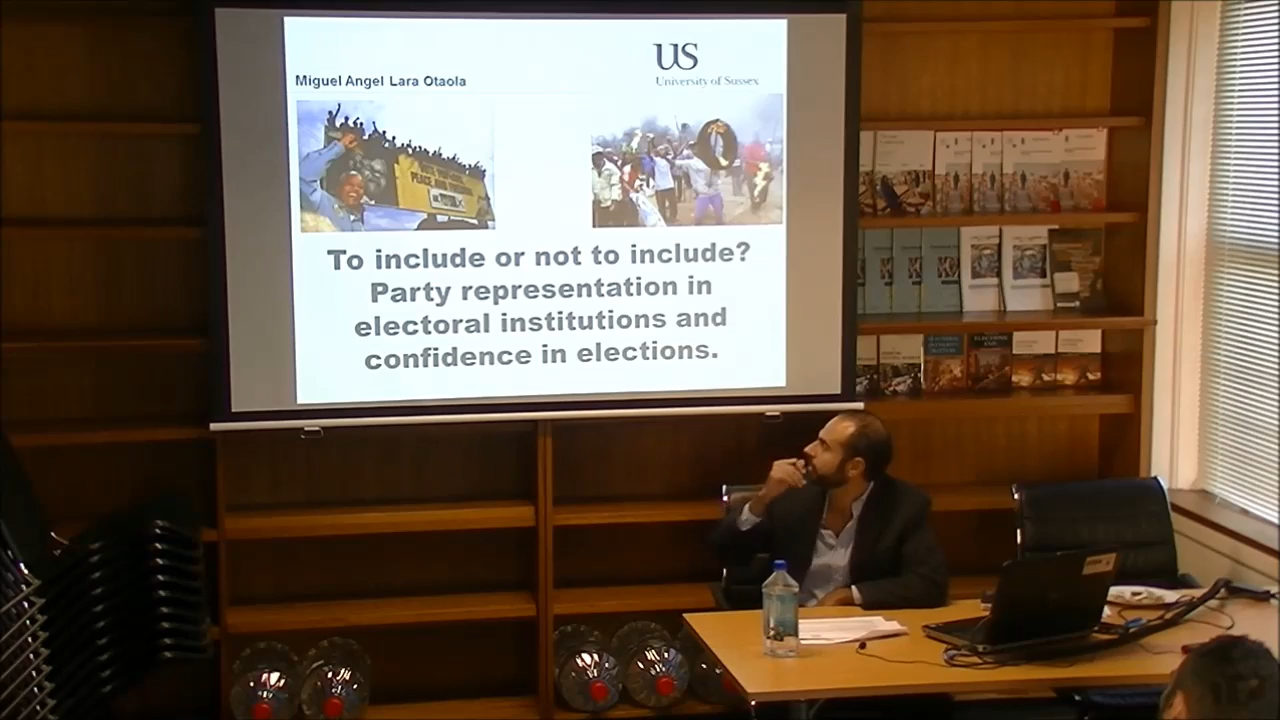 US
University of Sussex
Miguel Angel Lara Otaola
PEACE
To include or not to include?
Party representation in
electoral institutions and
confidence in elections.